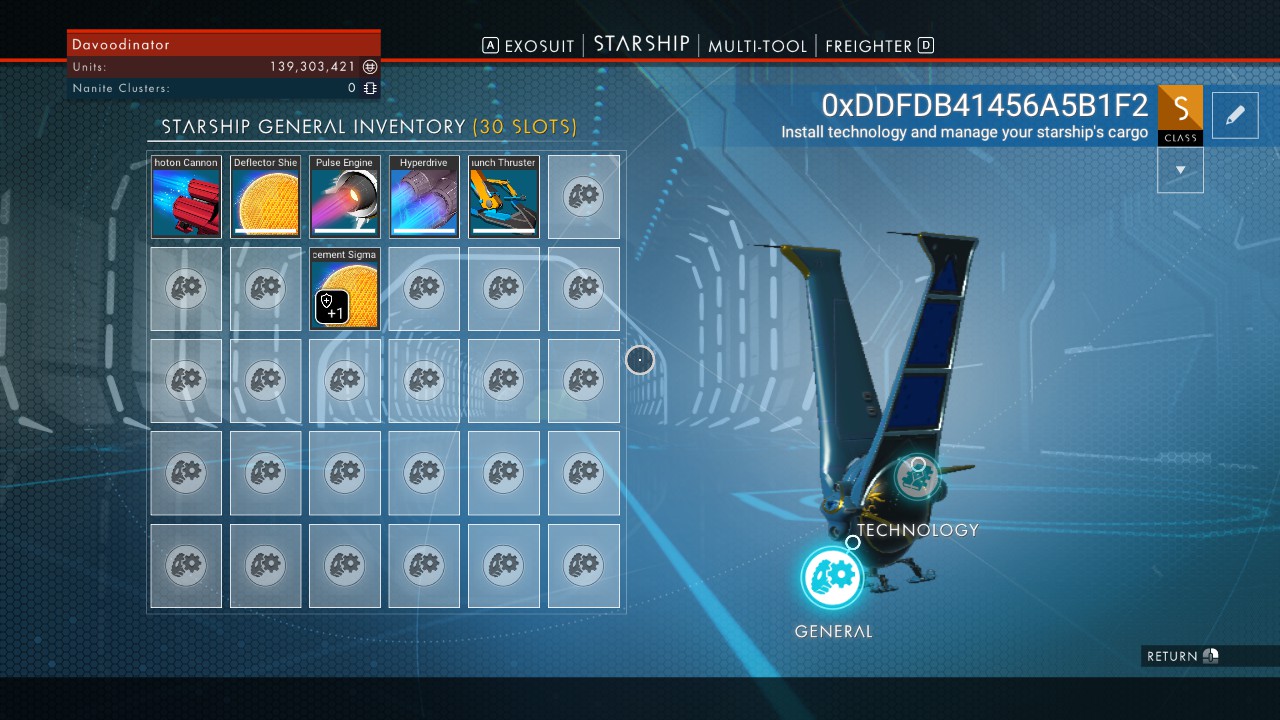 Davoodinator
Units: 139,303,421
Nanite Clusters: 0
A EXOSUIT STARSHIP MULTI-TOOL FREIGHTER D
0xDDFDB41456A5B1F2
Install technology and manage your starship's cargo
S
CLASS
STARSHIP GENERAL INVENTORY (30 SLOTS)
hoton Cannon Deflector Shie Pulse Engine Hyperdrive aunch Thruster
cement Sigma
+1
TECHNOLOGY
GENERAL
RETURN